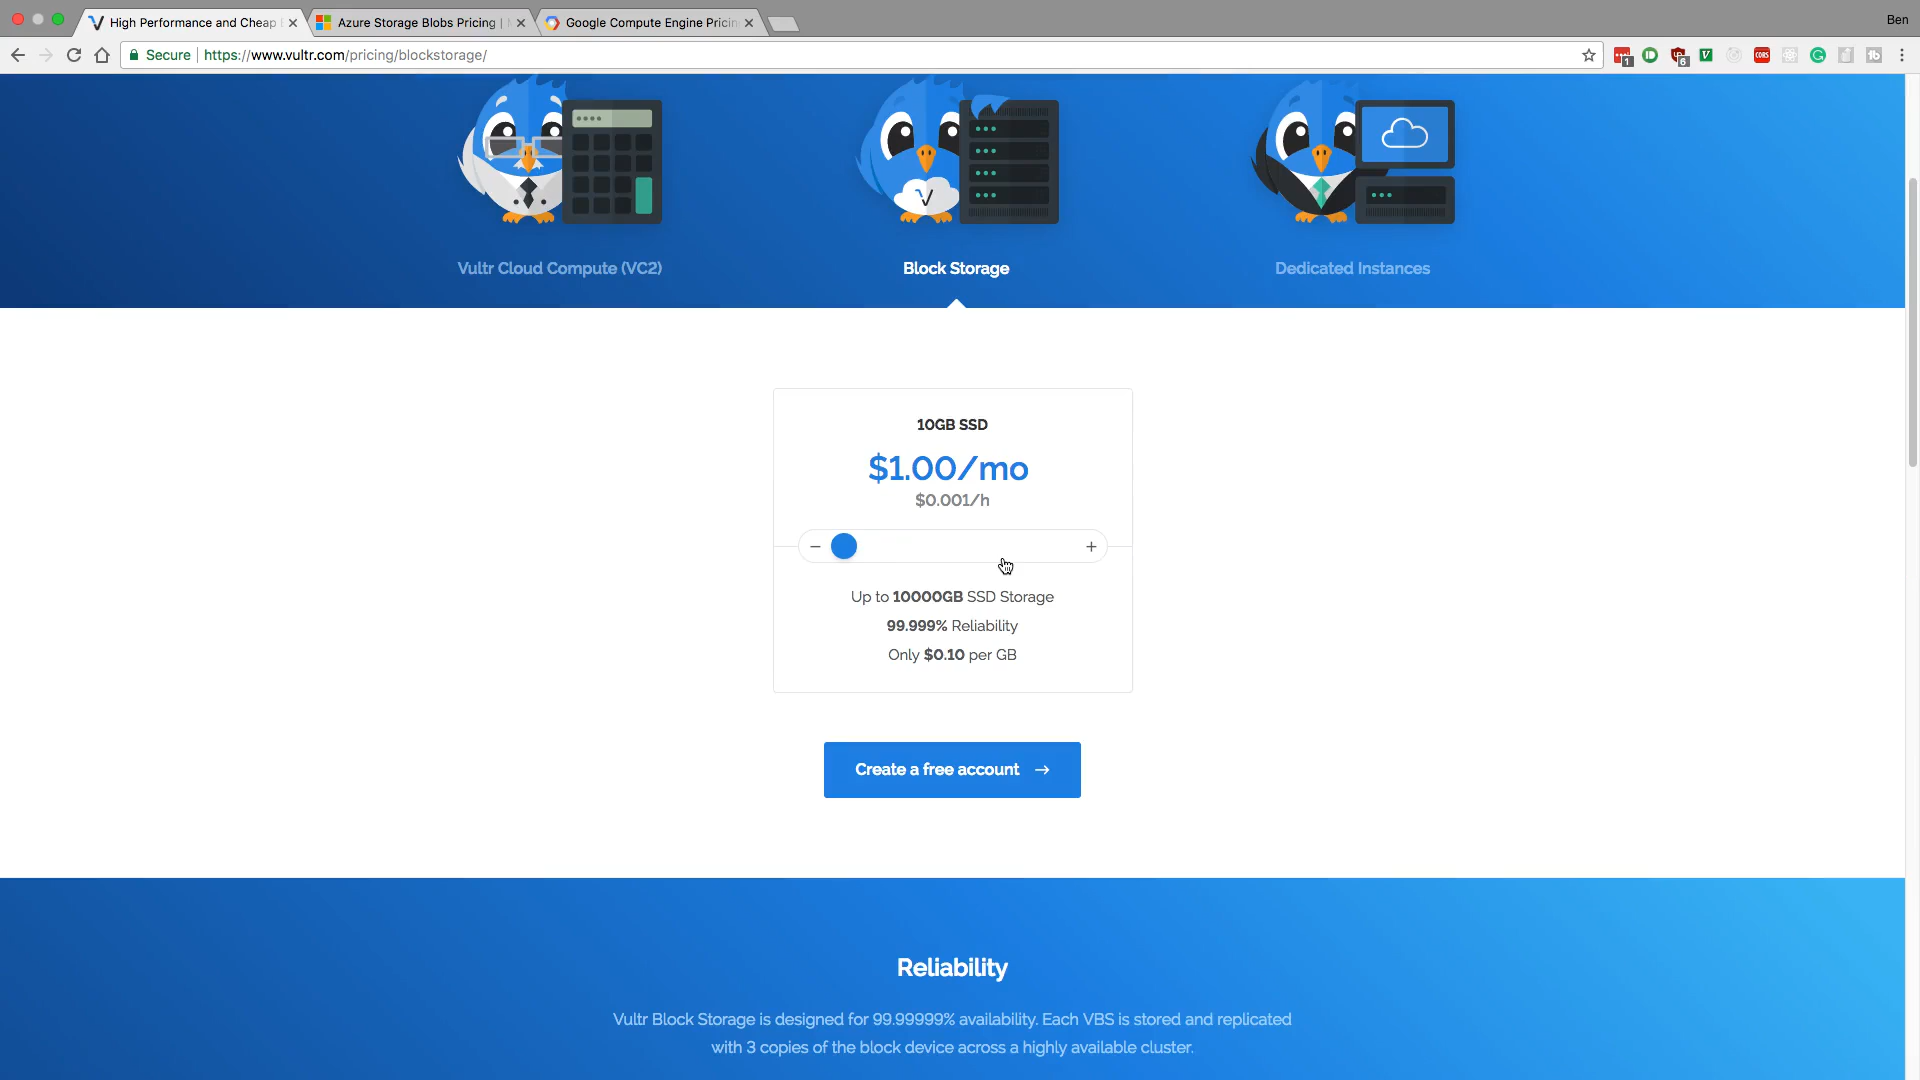 High Performance and Cheap
Azure Storage Blobs Pricing |
Google Compute Engine Pricin
Ben
Secure
https://www.vultr.com/pricing/blockstorage/
1
6
CORS
Vultr Cloud Compute (VC2)
Block Storage
Dedicated Instances
10GB SSD
$1.00/mo
$0.001/h
− +
Up to 10000GB SSD Storage
99.999% Reliability
Only $0.10 per GB
Create a free account →
Reliability
Vultr Block Storage is designed for 99.99999% availability. Each VBS is stored and replicated
with 3 copies of the block device across a highly available cluster.